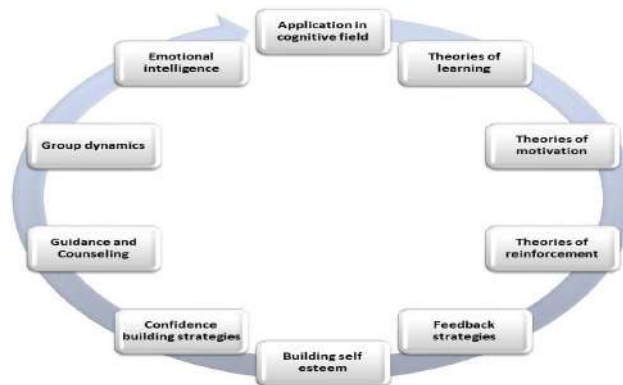 Application in
cognitive field
Theories of
learning
Theories of
motivation
Theories of
reinforcement
Feedback
strategies
Building self
esteem
Confidence
building strategies
Guidance and
Counseling
Group dynamics
Emotional
intelligence